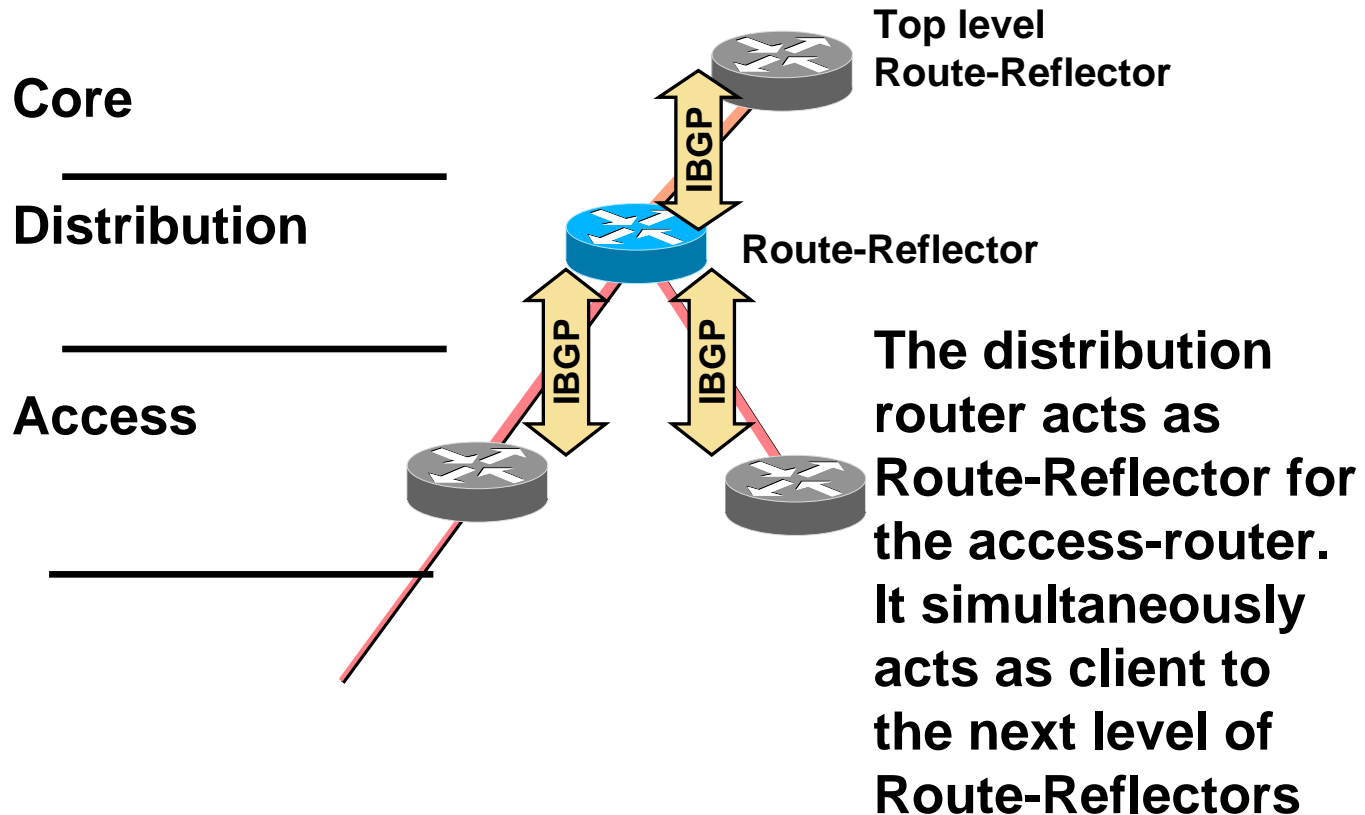 Top level
Route-Reflector
Core
IBGP
Distribution
Route-Reflector
IBGP
IBGP
Access
The distribution
router acts as
Route-Reflector for
the access-router.
It simultaneously
acts as client to
the next level of
Route-Reflectors